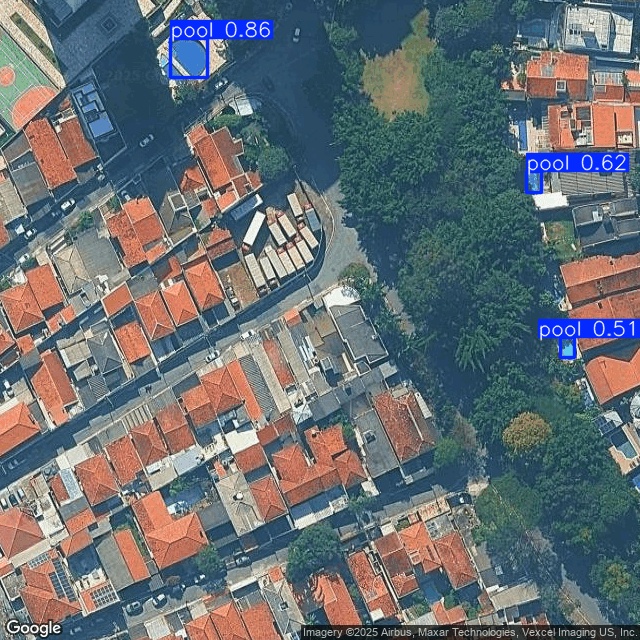 pool 0.86
pool 0.62
pool 0.51
Google
Imagery ©2025 Airbus, Maxar Technologies, Vexcel Imaging US, Inc.